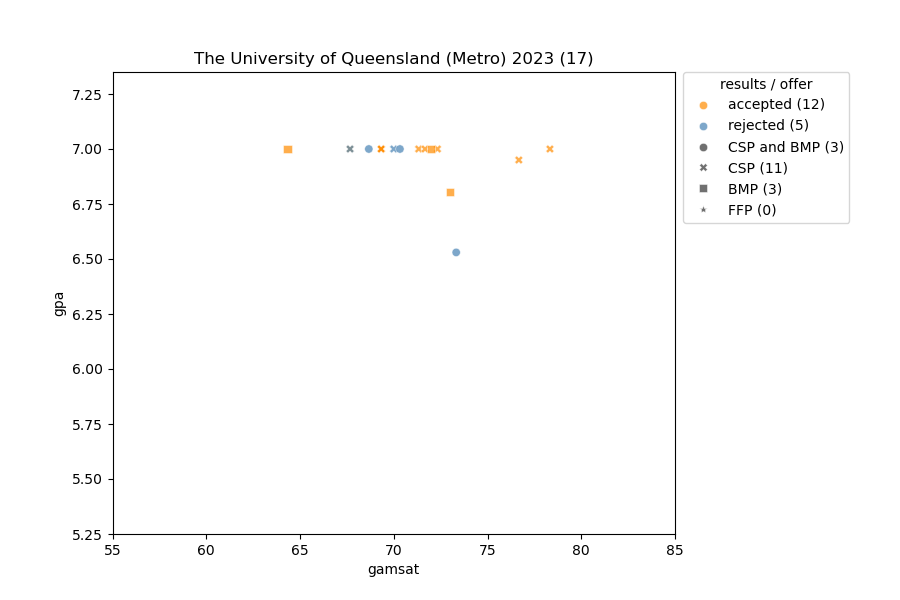 The University of Queensland (Metro) 2023 (17)
results / offer
accepted (12)
rejected (5)
CSP and BMP (3)
CSP (11)
BMP (3)
FFP (0)
gpa
7.25
7.00
6.75
6.50
6.25
6.00
5.75
5.50
5.25
55 60 65 70 75 80 85
gamsat